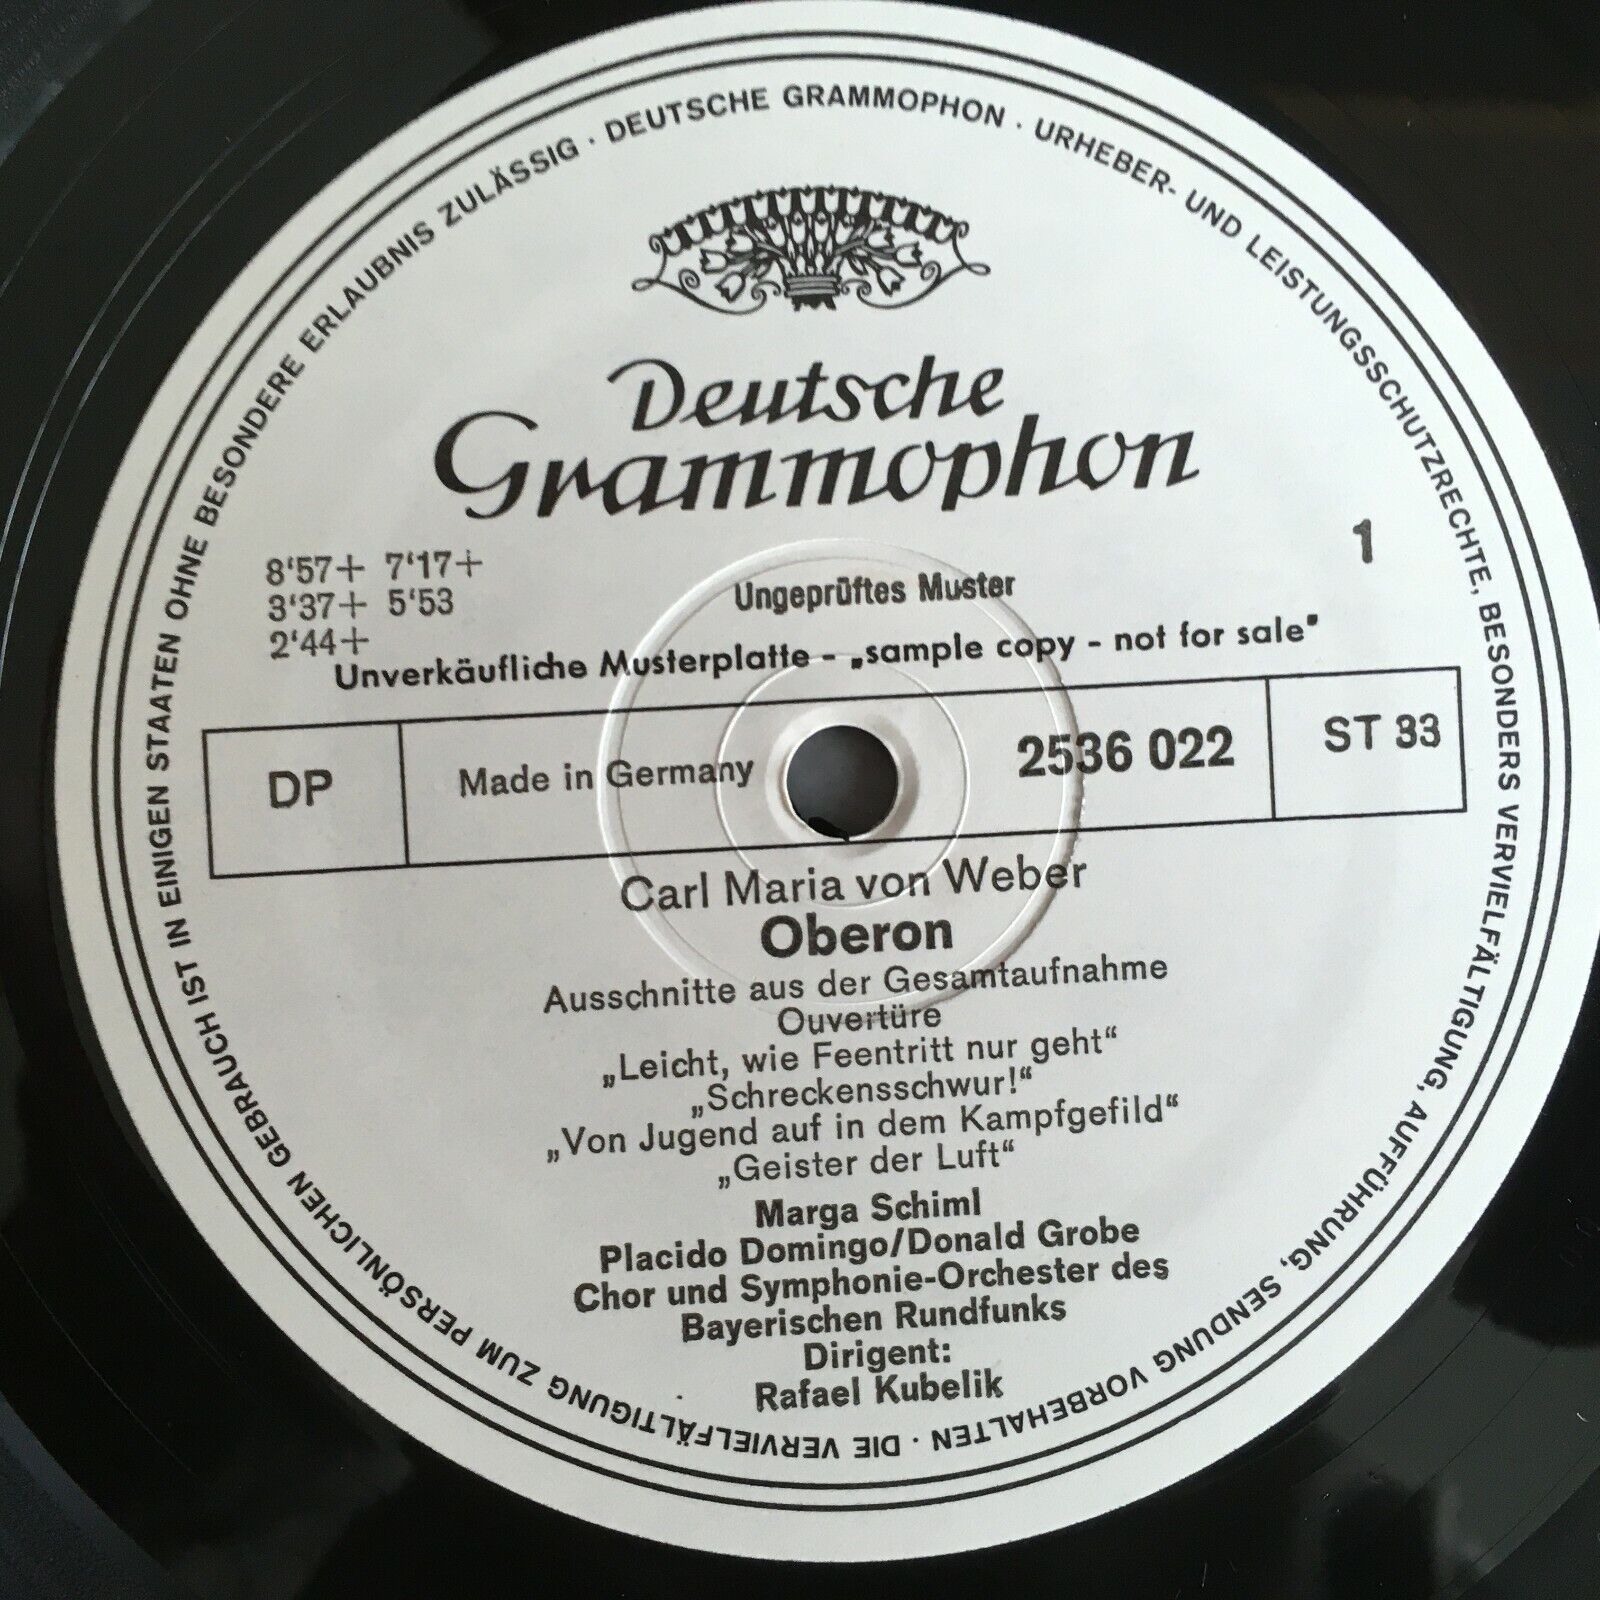 DEUTSCHE GRAMMOPHON · URHEBER- UND LEISTUNGSSCHUTZRECHTE, BESONDERS VERVIELFÄLTIGUNG, AUFFÜHRUNG, SENDUNG VORBEHALTEN · DIE VERVIELFÄLTIGUNG ZUM PERSÖNLICHEN GEBRAUCH IST IN EINIGEN STAATEN OHNE BESONDERE ERLAUBNIS ZULÄSSIG ·
Deutsche
Grammophon
8‘57+ 7‘17+
3‘37+ 5‘53
2‘44+
1
Ungeprüftes Muster
Unverkäufliche Musterplatte - „sample copy - not for sale"
DP Made in Germany 2536 022 ST 33
Carl Maria von Weber
Oberon
Ausschnitte aus der Gesamtaufnahme
Ouvertüre
„Leicht, wie Feentritt nur geht“
„Schreckensschwur!“
„Von Jugend auf in dem Kampfgefild“
„Geister der Luft“
Marga Schiml
Placido Domingo/Donald Grobe
Chor und Symphonie-Orchester des
Bayerischen Rundfunks
Dirigent:
Rafael Kubelik